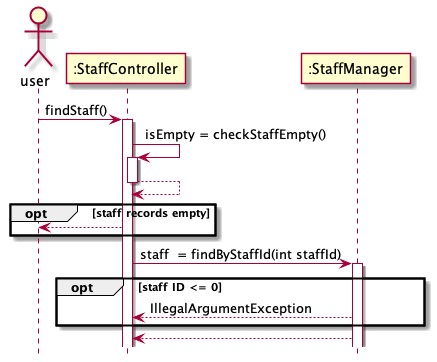 :StaffController
:StaffManager
user
findStaff()
isEmpty = checkStaffEmpty()
opt
[staff records empty]
staff  = findByStaffId(int staffId)
opt
[staff ID <= 0]
IllegalArgumentException